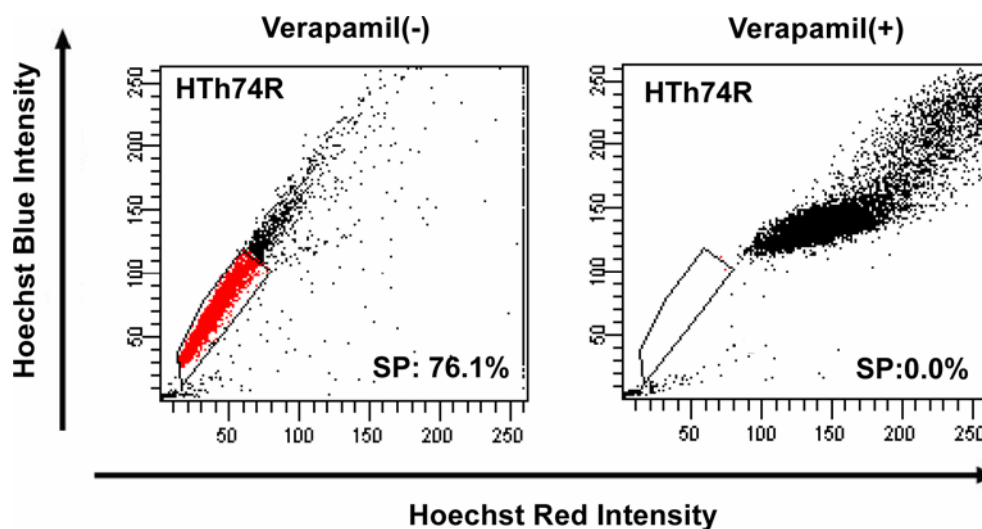 Verapamil(-)
Verapamil(+)
Hoechst Blue Intensity
HTh74R
250
200
150
100
50
SP: 76.1%
50 100 150 200 250
HTh74R
250
200
150
100
50
SP:0.0%
50 100 150 200 250
Hoechst Red Intensity